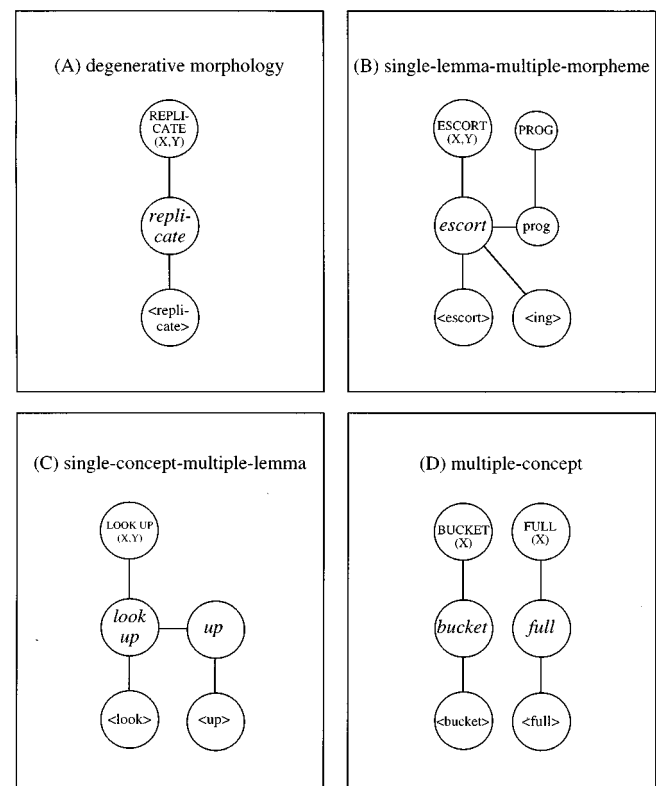 (A) degenerative morphology
REPLI-
CATE
(X,Y)
repli-
cate
<repli-
cate>
(B) single-lemma-multiple-morpheme
ESCORT
(X,Y)
PROG
escort
prog
<escort>
<ing>
(C) single-concept-multiple-lemma
LOOK UP
(X,Y)
look
up
up
<look>
<up>
(D) multiple-concept
BUCKET
(X)
FULL
(X)
bucket
full
<bucket>
<full>